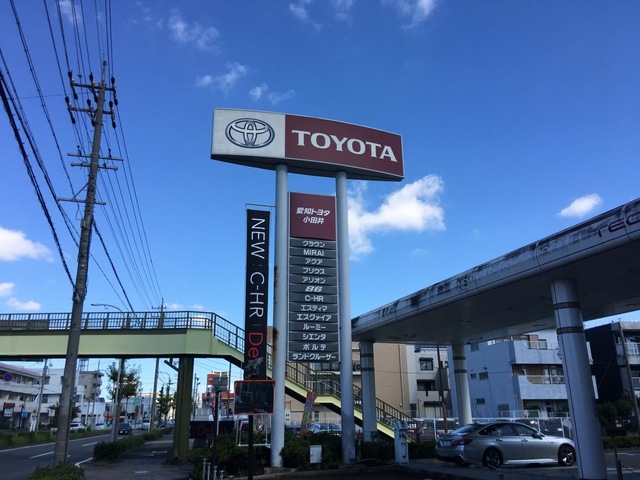 TOYOTA
愛知トヨタ
小田井
クラウン
MIRAI
アクア
プリウス
アリオン
86
C-HR
エスティマ
エスクァイア
ルーミー
シエンタ
ポルテ
ランドクルーザー
NEW C-HR De
TEC